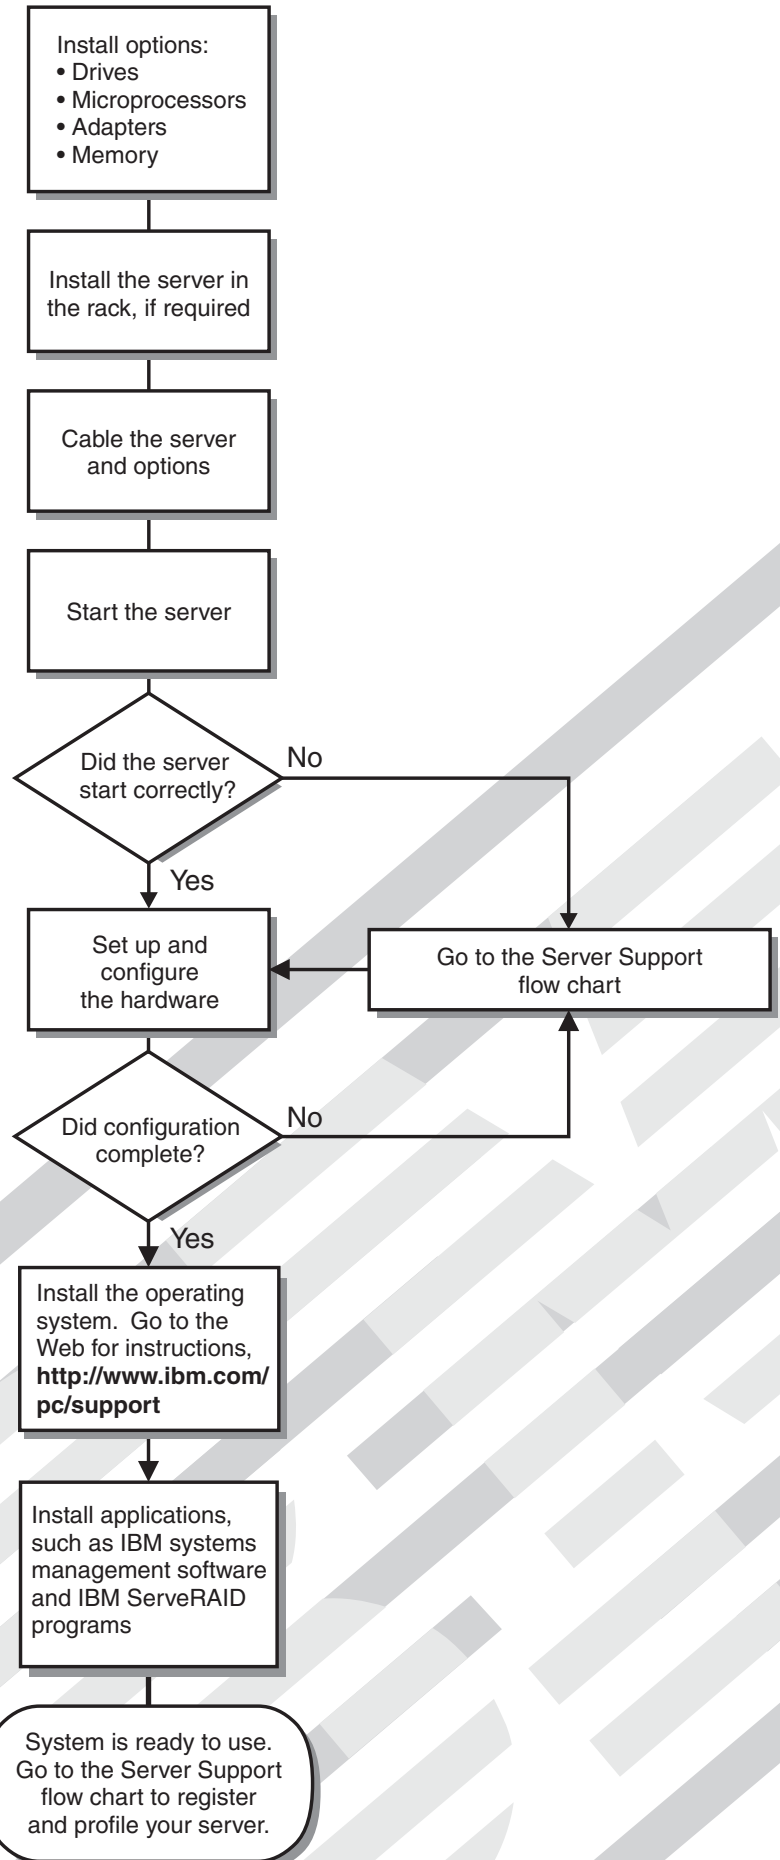 Install options:
• Drives
• Microprocessors
• Adapters
• Memory
Install the server in
the rack, if required
Cable the server
and options
Start the server
Did the server
start correctly?
No
Yes
Set up and
configure
the hardware
Go to the Server Support
flow chart
Did configuration
complete?
No
Yes
Install the operating
system. Go to the
Web for instructions,
http://www.ibm.com/
pc/support
Install applications,
such as IBM systems
management software
and IBM ServeRAID
programs
System is ready to use.
Go to the Server Support
flow chart to register
and profile your server.